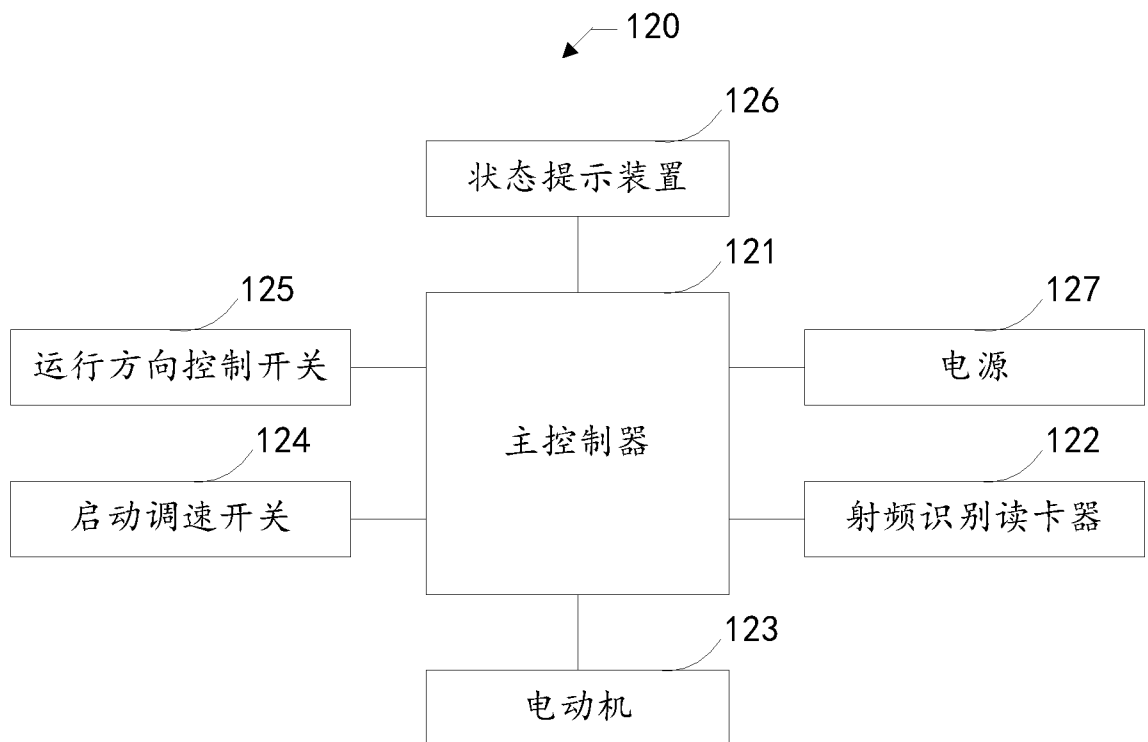 120
126
状态提示装置
121
125
127
运行方向控制开关
电源
主控制器
124
122
启动调速开关
射频识别读卡器
123
电动机